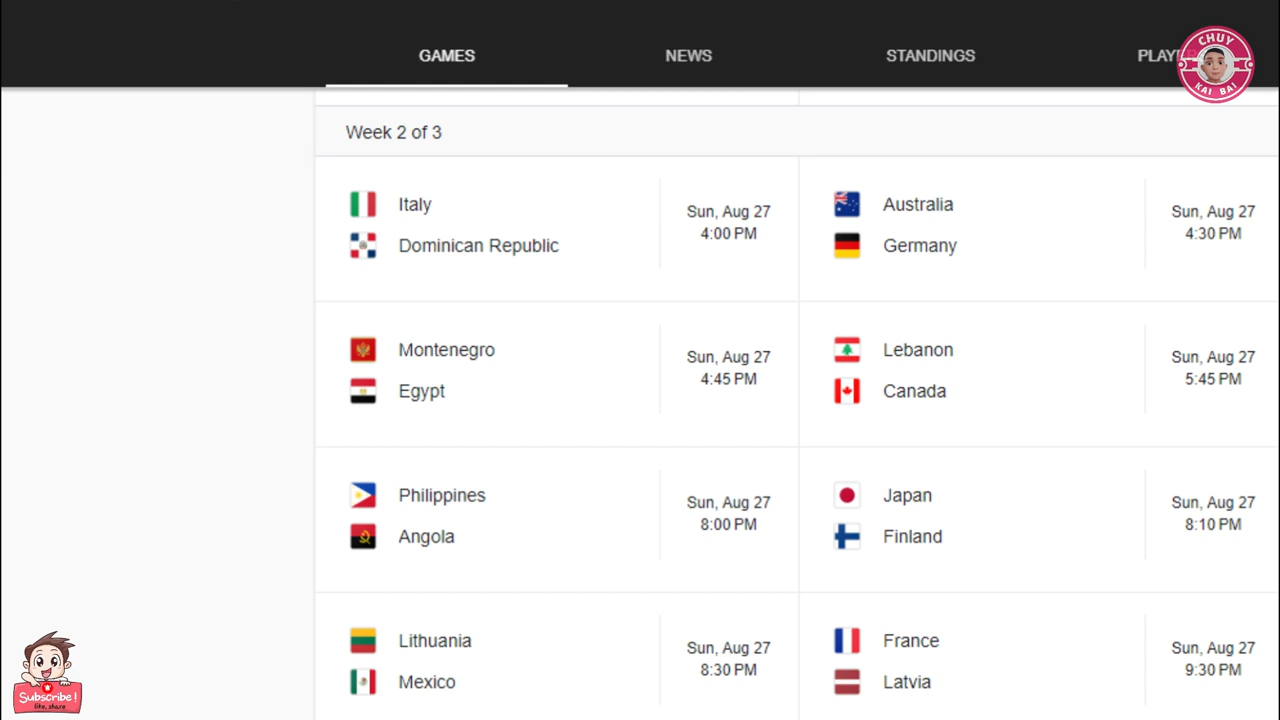 GAMES
NEWS
STANDINGS
CHUY
KAI BAI
Week 2 of 3
Italy
Dominican Republic
Sun, Aug 27
4:00 PM
Australia
Germany
Sun, Aug 27
4:30 PM
Montenegro
Egypt
Sun, Aug 27
4:45 PM
Lebanon
Canada
Sun, Aug 27
5:45 PM
Philippines
Angola
Sun, Aug 27
8:00 PM
Japan
Finland
Sun, Aug 27
8:10 PM
Lithuania
Mexico
Sun, Aug 27
8:30 PM
France
Latvia
Sun, Aug 27
9:30 PM
Subscribe!
like, share